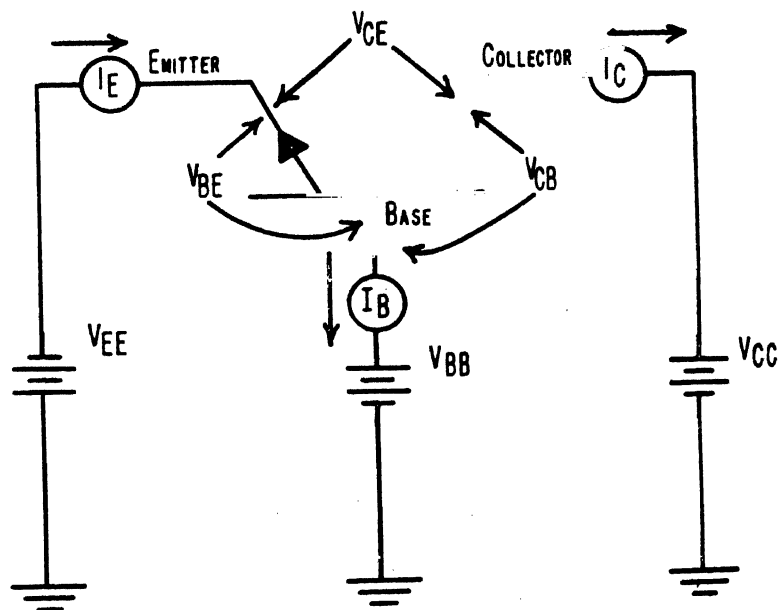 VCE
EMITTER
COLLECTOR
IE
IC
VBE
VCB
BASE
IB
VEE
VBB
VCC